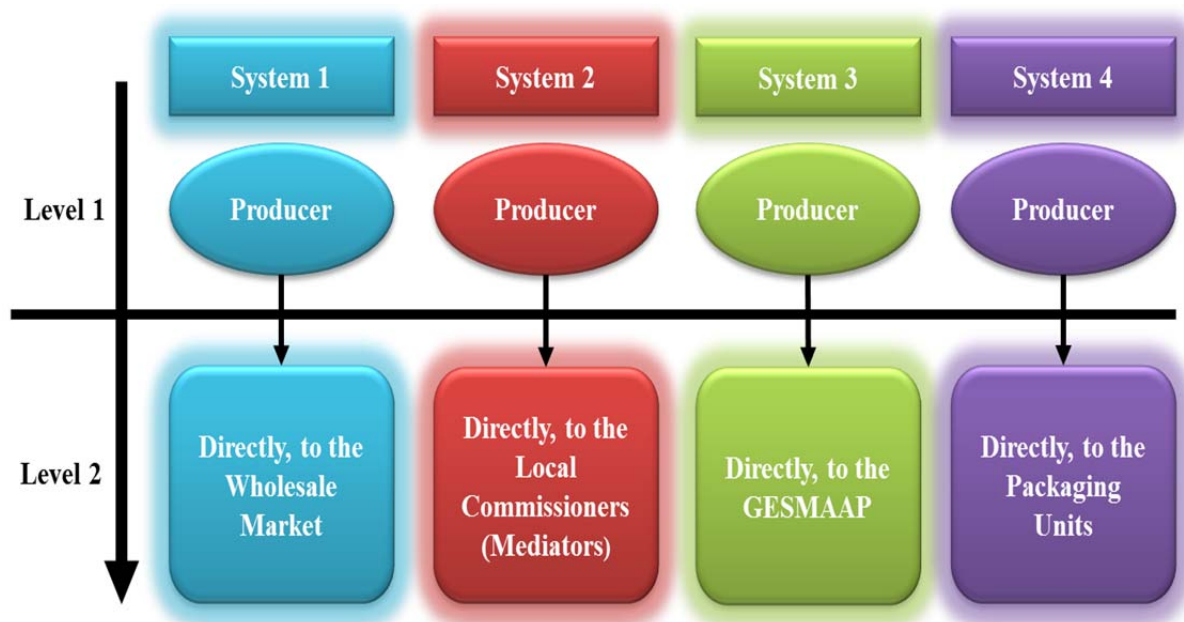 System 1
System 2
System 3
System 4
Level 1
Producer
Producer
Producer
Producer
Level 2
Directly, to the
Wholesale
Market
Directly, to the
Local
Commissioners
(Mediators)
Directly, to the
GESMAAP
Directly, to the
Packaging
Units